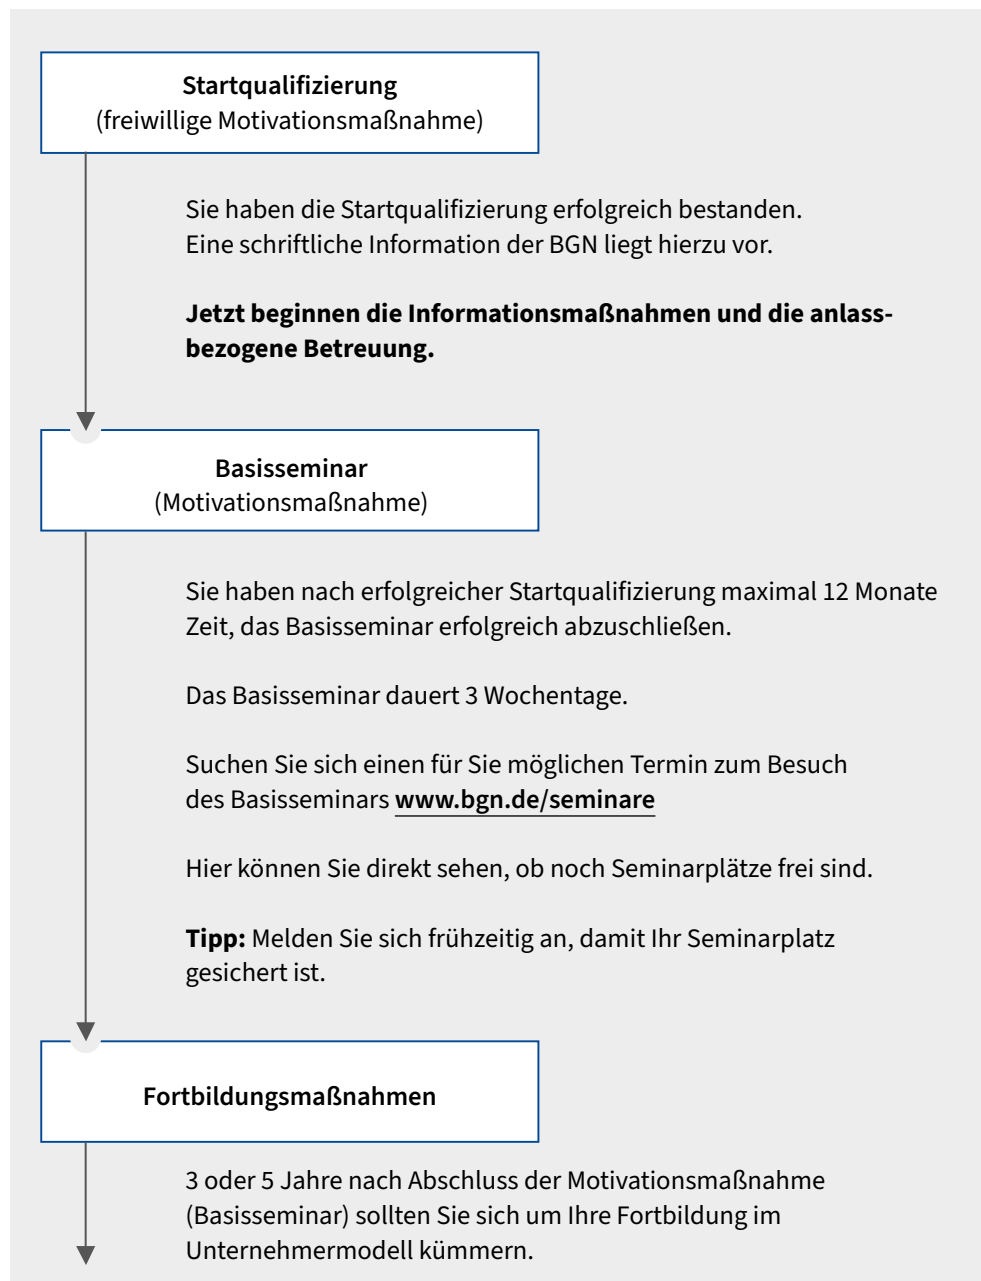 Startqualifizierung
(freiwillige Motivationsmaßnahme)
Sie haben die Startqualifizierung erfolgreich bestanden.
Eine schriftliche Information der BGN liegt hierzu vor.
Jetzt beginnen die Informationsmaßnahmen und die anlass-
bezogene Betreuung.
Basisseminar
(Motivationsmaßnahme)
Sie haben nach erfolgreicher Startqualifizierung maximal 12 Monate
Zeit, das Basisseminar erfolgreich abzuschließen.
Das Basisseminar dauert 3 Wochentage.
Suchen Sie sich einen für Sie möglichen Termin zum Besuch
des Basisseminars www.bgn.de/seminare
Hier können Sie direkt sehen, ob noch Seminarplätze frei sind.
Tipp: Melden Sie sich frühzeitig an, damit Ihr Seminarplatz
gesichert ist.
Fortbildungsmaßnahmen
3 oder 5 Jahre nach Abschluss der Motivationsmaßnahme
(Basisseminar) sollten Sie sich um Ihre Fortbildung im
Unternehmermodell kümmern.